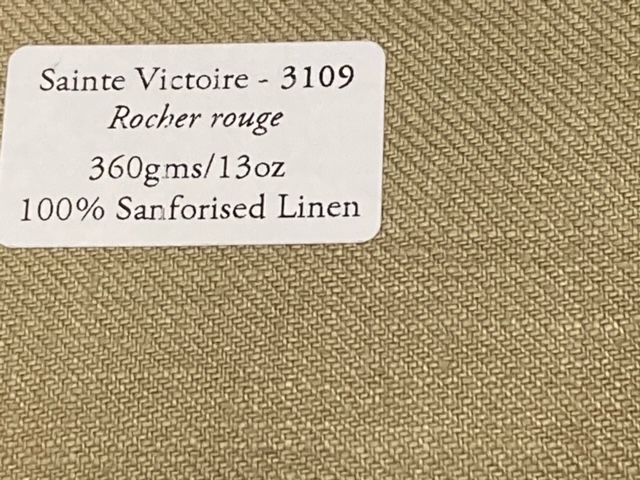 Sainte Victoire - 3109
Rocher rouge
360gms/13oz
100% Sanforised Linen